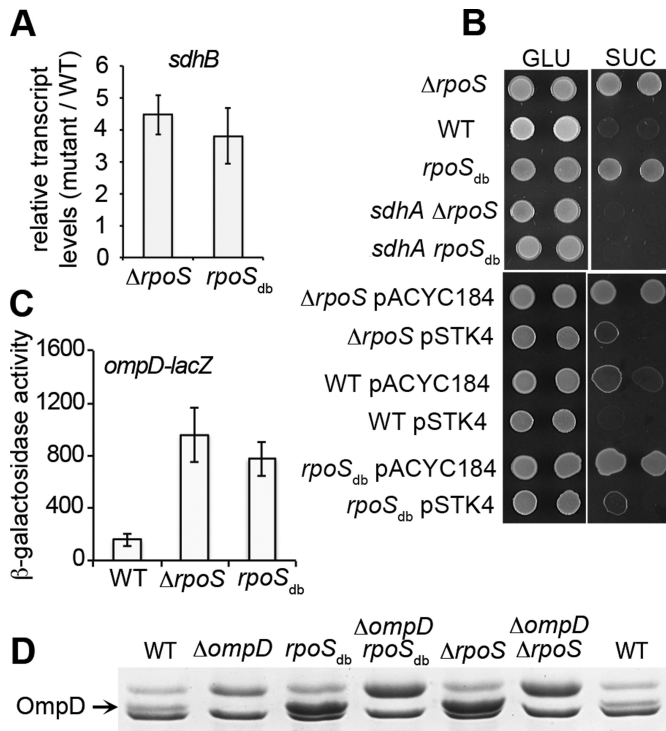 A
sdhB
relative transcript
levels (mutant / WT)
6
5
4
3
2
1
0
ΔrpoS
rpoSdb
B
GLU
SUC
ΔrpoS
WT
rpoSdb
sdhA ΔrpoS
sdhA rpoSdb
ΔrpoS pACYC184
ΔrpoS pSTK4
WT pACYC184
WT pSTK4
rpoSdb pACYC184
rpoSdb pSTK4
C
ompD-lacZ
β-galactosidase activity
1600
1200
800
400
0
WT
ΔrpoS
rpoSdb
D
WT
ΔompD
rpoSdb
ΔompD
rpoSdb
ΔrpoS
ΔompD
ΔrpoS
WT
OmpD